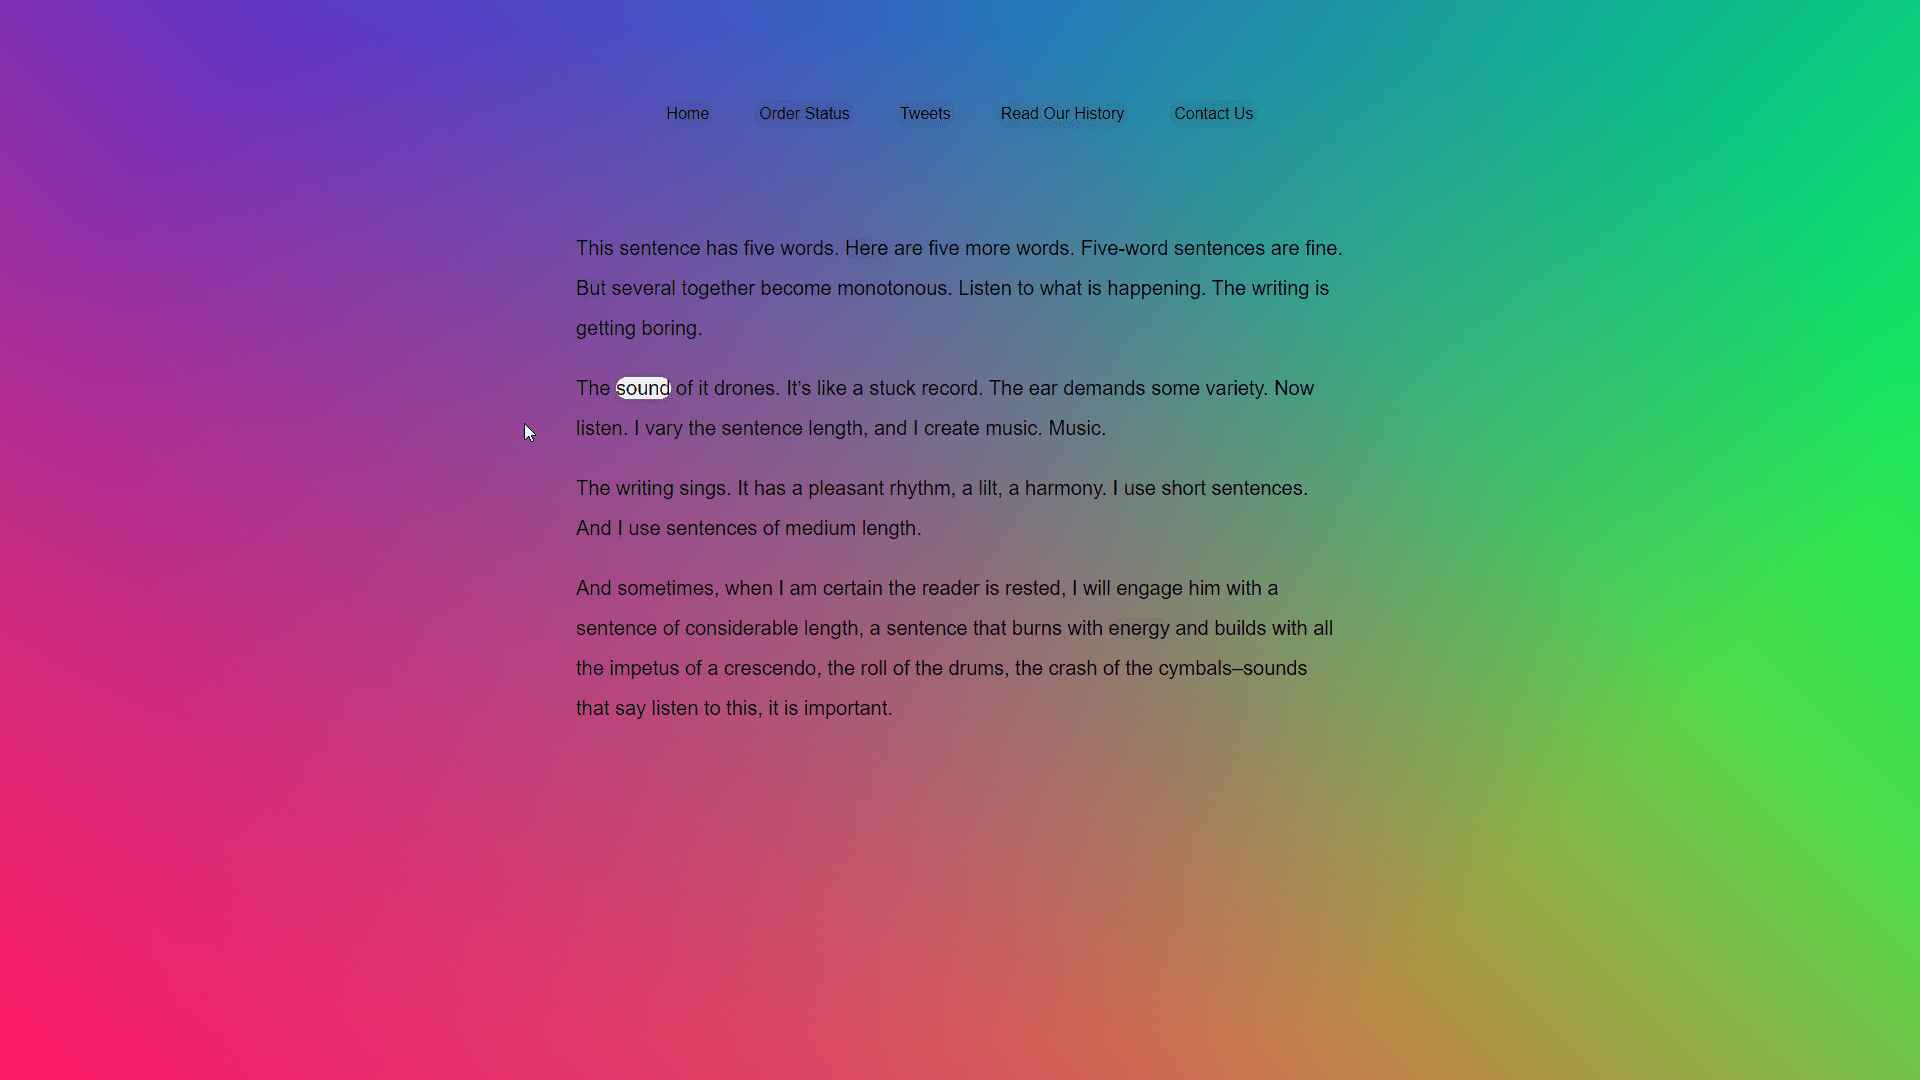 Home Order Status Tweets Read Our History Contact Us
This sentence has five words. Here are five more words. Five-word sentences are fine.
But several together become monotonous. Listen to what is happening. The writing is
getting boring.
The sound of it drones. It’s like a stuck record. The ear demands some variety. Now
listen. I vary the sentence length, and I create music. Music.
The writing sings. It has a pleasant rhythm, a lilt, a harmony. I use short sentences.
And I use sentences of medium length.
And sometimes, when I am certain the reader is rested, I will engage him with a
sentence of considerable length, a sentence that burns with energy and builds with all
the impetus of a crescendo, the roll of the drums, the crash of the cymbals–sounds
that say listen to this, it is important.